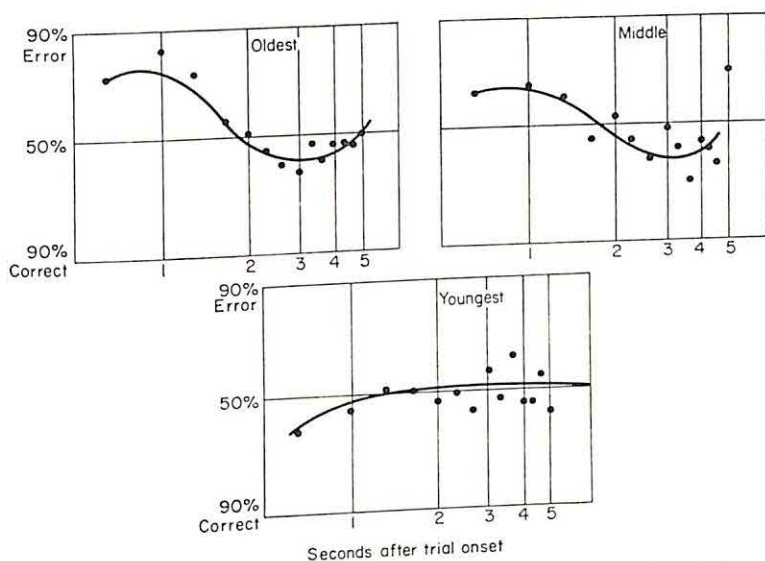 90%
Error
Oldest
50%
90%
Correct
1 2 3 4 5
Middle
1 2 3 4 5
90%
Error
Youngest
50%
90%
Correct
1 2 3 4 5
Seconds after trial onset